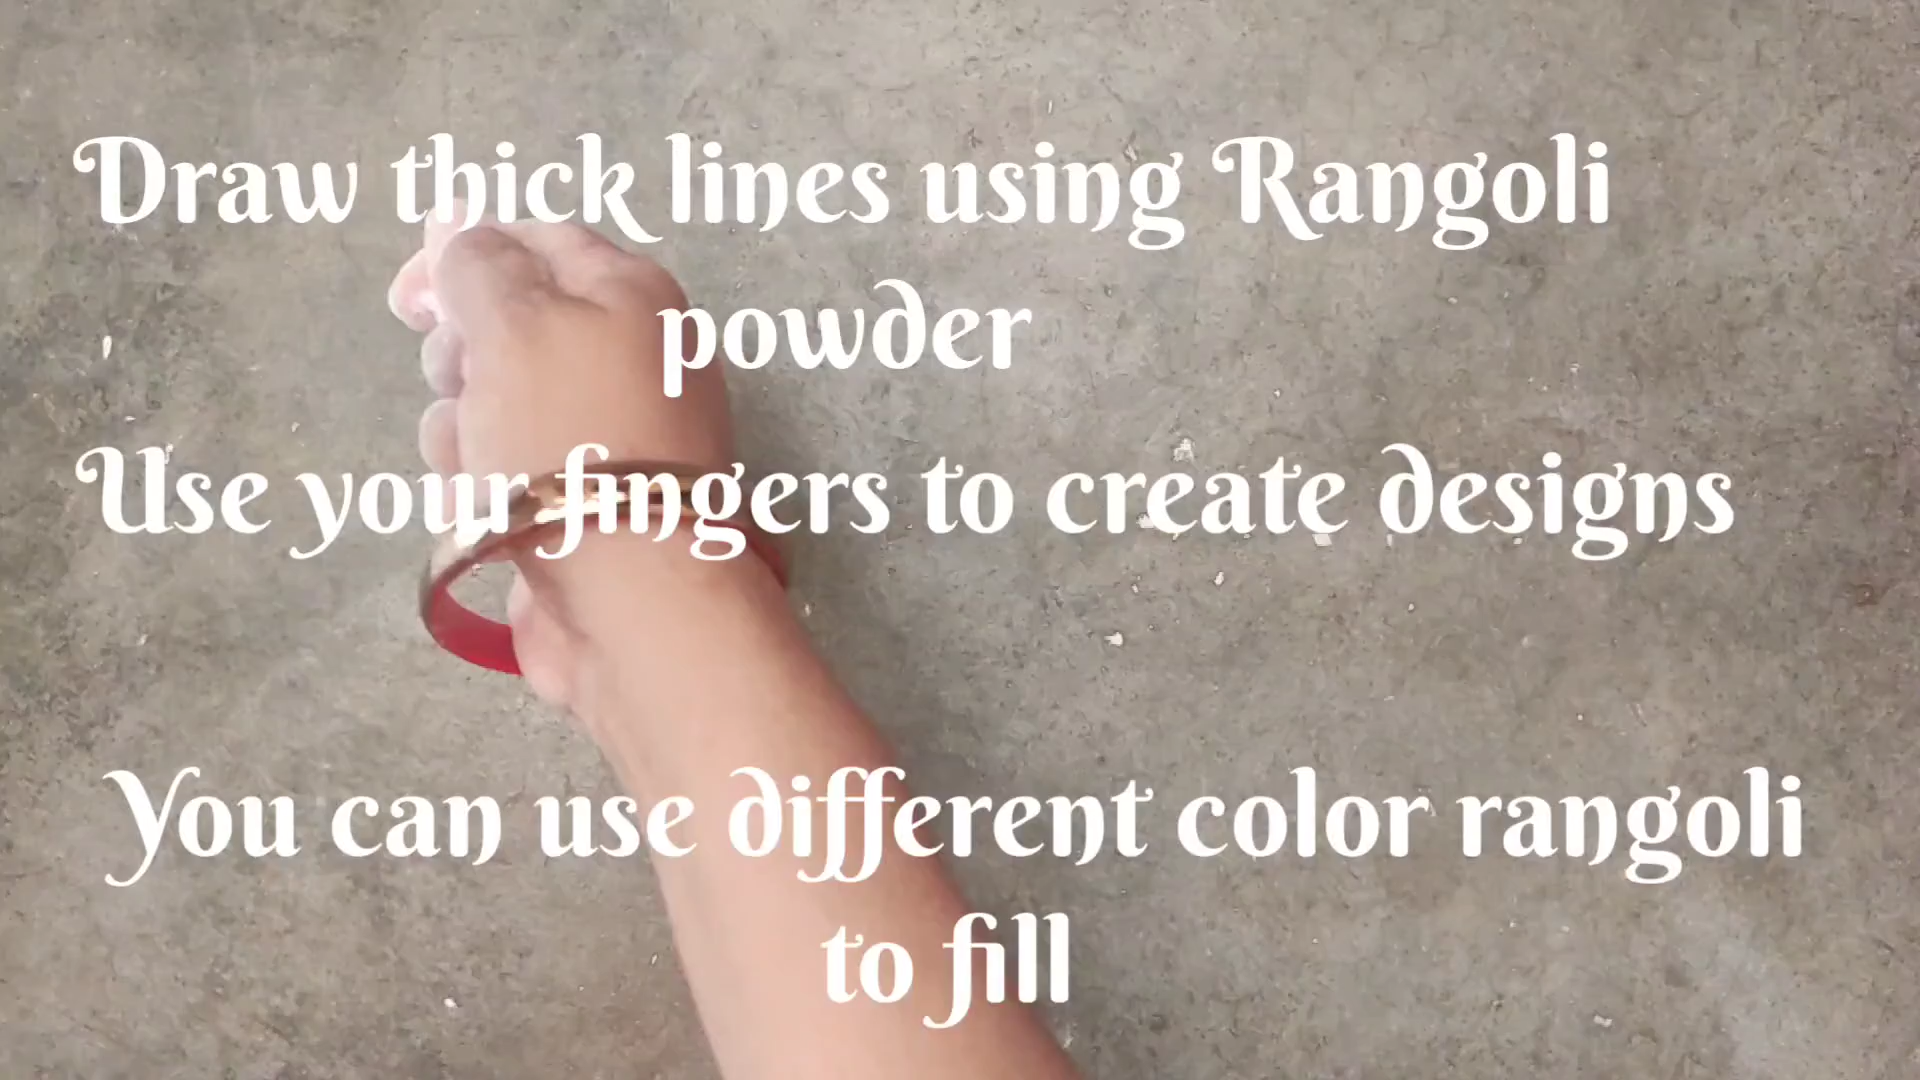 Draw thick lines using Rangoli
powder
Use your fingers to create designs
You can use different color rangoli
to fill